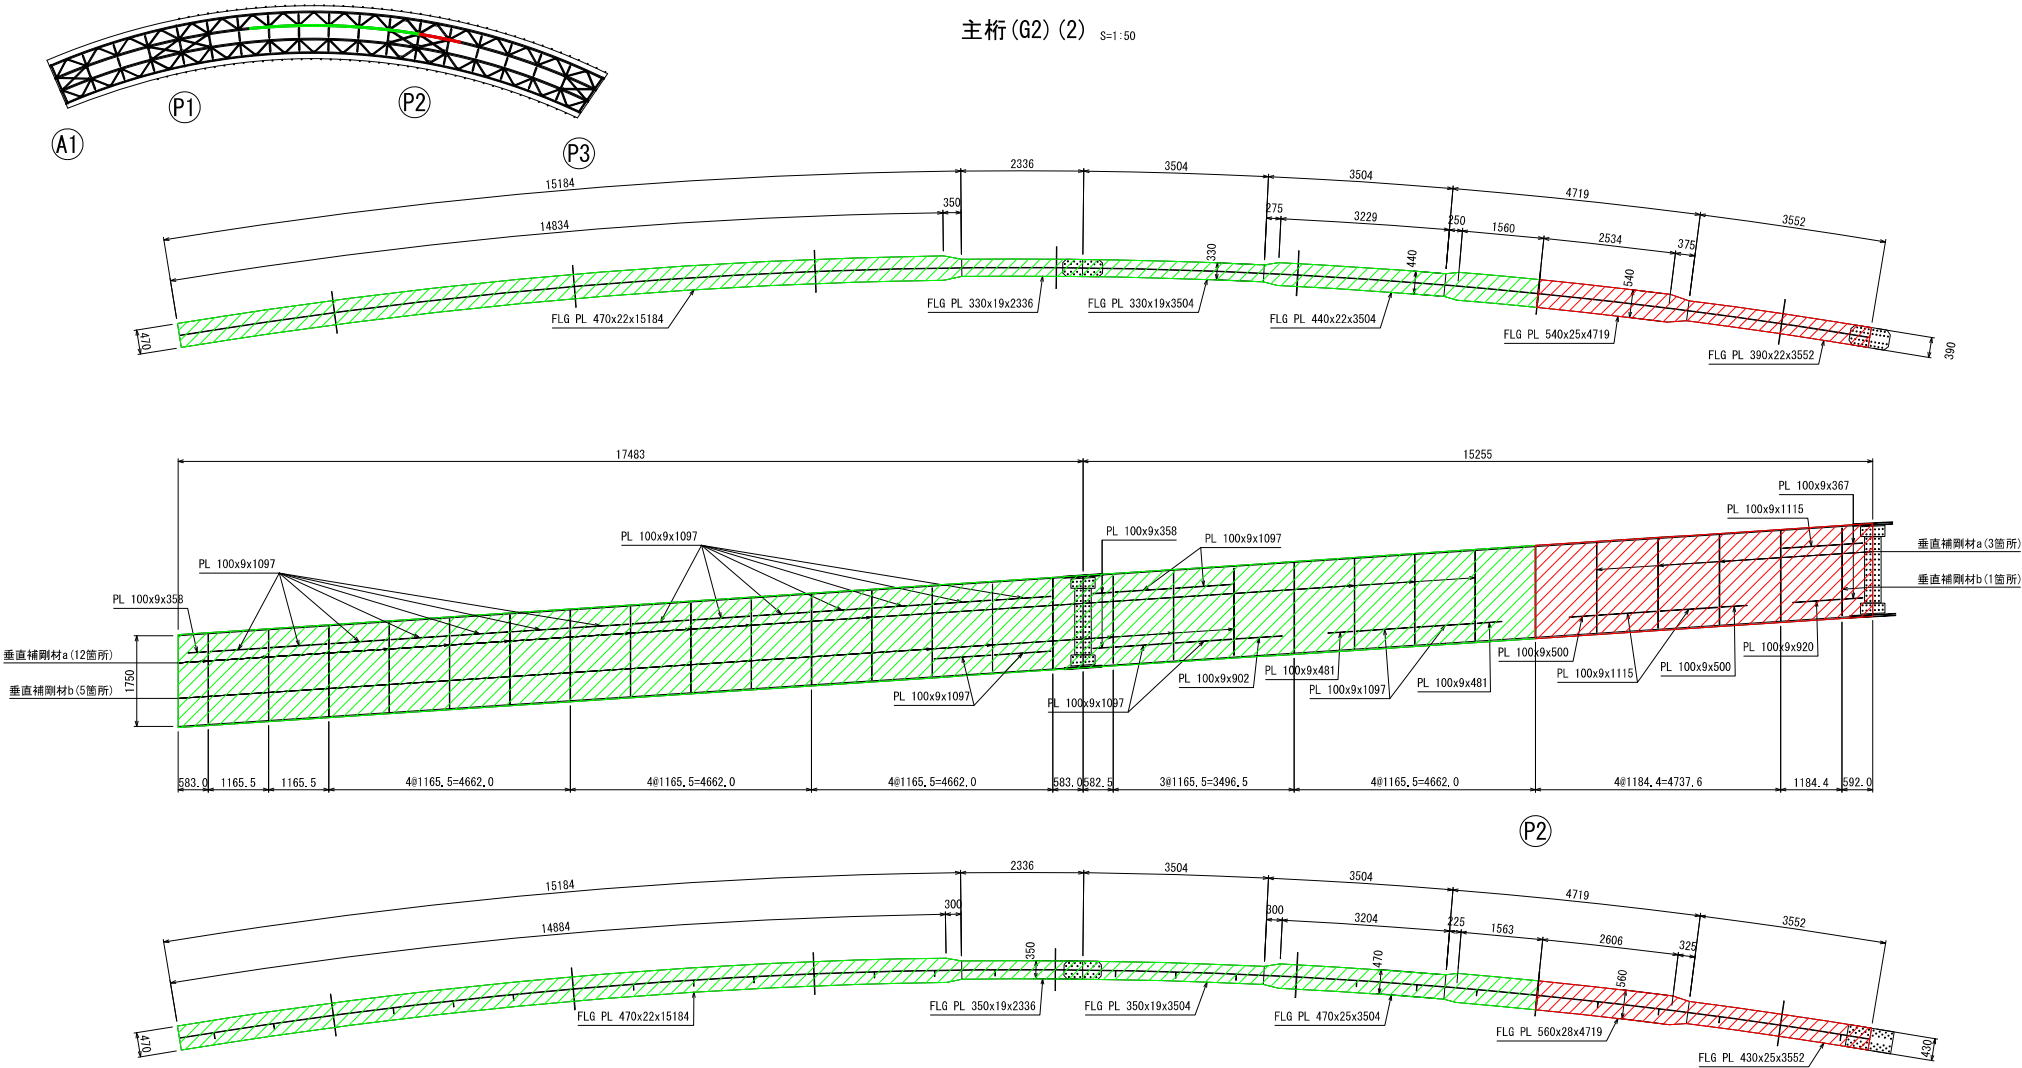 主桁(G2)(2) S=1:50
A1
P1
P2
P3
2336
3504
3504
15184
4719
3552
14834
350
275
3229
250
1560
2534
375
330
440
540
470
390
FLG PL 470x22x15184
FLG PL 330x19x2336
FLG PL 330x19x3504
FLG PL 440x22x3504
FLG PL 540x25x4719
FLG PL 390x22x3552
17483
15255
PL 100x9x367
PL 100x9x1115
PL 100x9x1097
PL 100x9x358
PL 100x9x1097
垂直補剛材a(3箇所)
PL 100x9x1097
垂直補剛材b(1箇所)
PL 100x9x358
垂直補剛材a(12箇所)
垂直補剛材b(5箇所)
1750
PL 100x9x1097
PL 100x9x1097
PL 100x9x902
PL 100x9x481
PL 100x9x1097
PL 100x9x481
PL 100x9x500
PL 100x9x1115
PL 100x9x500
PL 100x9x920
583.0
1165.5
1165.5
4@1165.5=4662.0
4@1165.5=4662.0
4@1165.5=4662.0
583.0
582.5
3@1165.5=3496.5
4@1165.5=4662.0
4@1184.4=4737.6
1184.4
592.0
P2
2336
3504
3504
15184
4719
3552
14884
300
300
3204
225
1563
2606
325
350
470
560
470
430
FLG PL 470x22x15184
FLG PL 350x19x2336
FLG PL 350x19x3504
FLG PL 470x25x3504
FLG PL 560x28x4719
FLG PL 430x25x3552